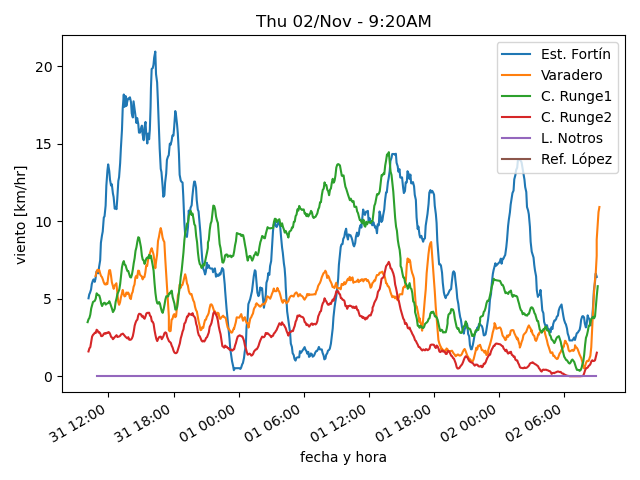 Thu 02/Nov - 9:20AM
Est. Fortín
Varadero
C. Runge1
C. Runge2
L. Notros
Ref. López
viento [km/hr]
20
15
10
5
0
31 12:00
31 18:00
01 00:00
01 06:00
01 12:00
01 18:00
02 00:00
02 06:00
fecha y hora